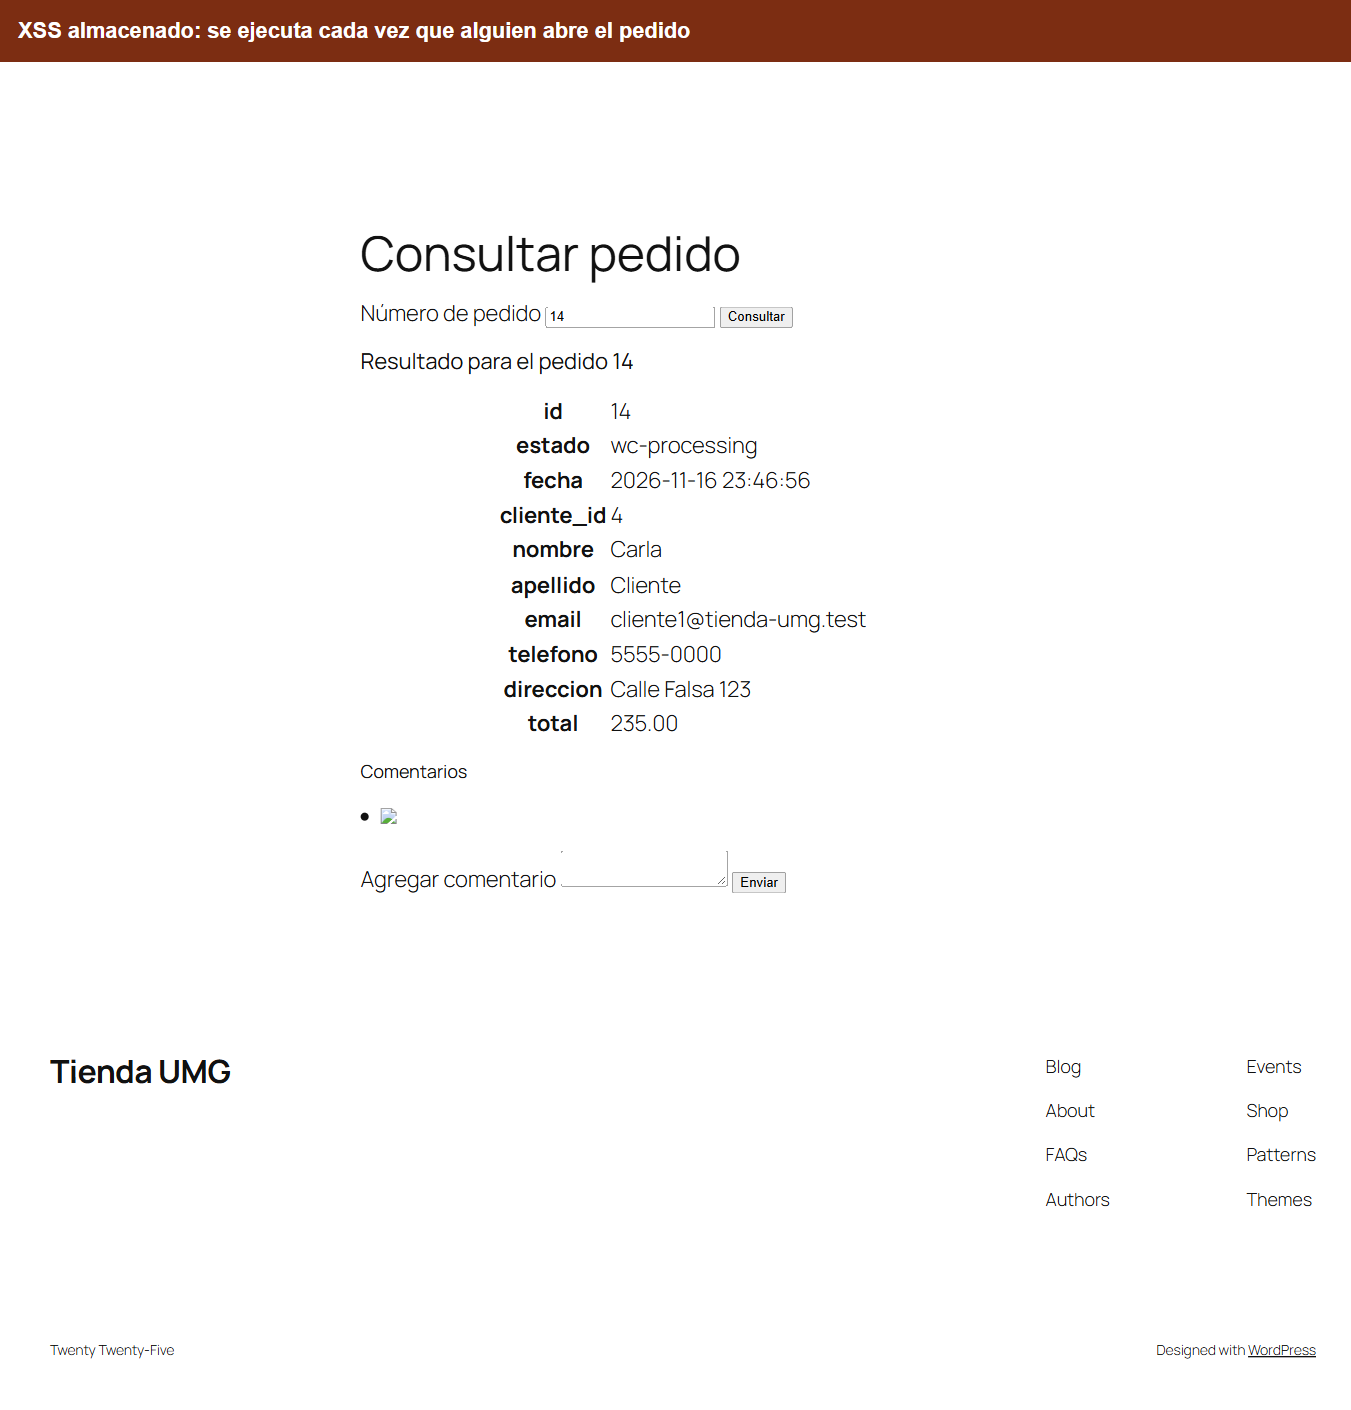 XSS almacenado: se ejecuta cada vez que alguien abre el pedido
Consultar pedido
Número de pedido 14 Consultar
Resultado para el pedido 14
id 14
estado wc-processing
fecha 2026-11-16 23:46:56
cliente_id 4
nombre Carla
apellido Cliente
email cliente1@tienda-umg.test
telefono 5555-0000
direccion Calle Falsa 123
total 235.00
Comentarios
Agregar comentario Enviar
Tienda UMG
Blog Events
About Shop
FAQs Patterns
Authors Themes
Twenty Twenty-Five Designed with WordPress